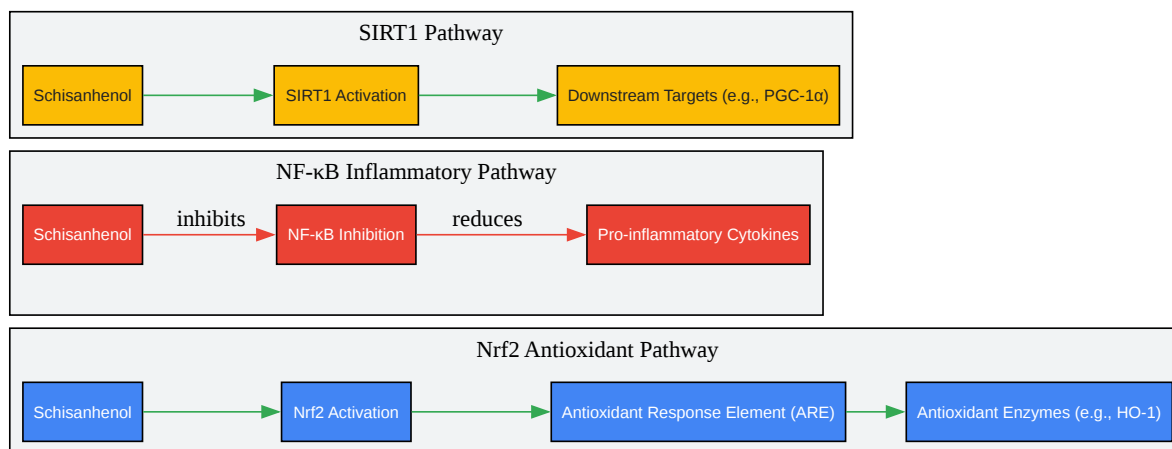 SIRT1 Pathway
Schisanhenol
SIRT1 Activation
Downstream Targets (e.g., PGC-1α)
NF-κB Inflammatory Pathway
Schisanhenol
inhibits
NF-κB Inhibition
reduces
Pro-inflammatory Cytokines
Nrf2 Antioxidant Pathway
Schisanhenol
Nrf2 Activation
Antioxidant Response Element (ARE)
Antioxidant Enzymes (e.g., HO-1)